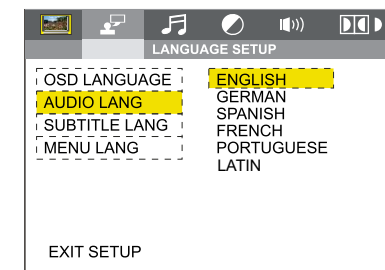 LANGUAGE SETUP
OSD LANGUAGE
AUDIO LANG
SUBTITLE LANG
MENU LANG
ENGLISH
GERMAN
SPANISH
FRENCH
PORTUGUESE
LATIN
EXIT SETUP